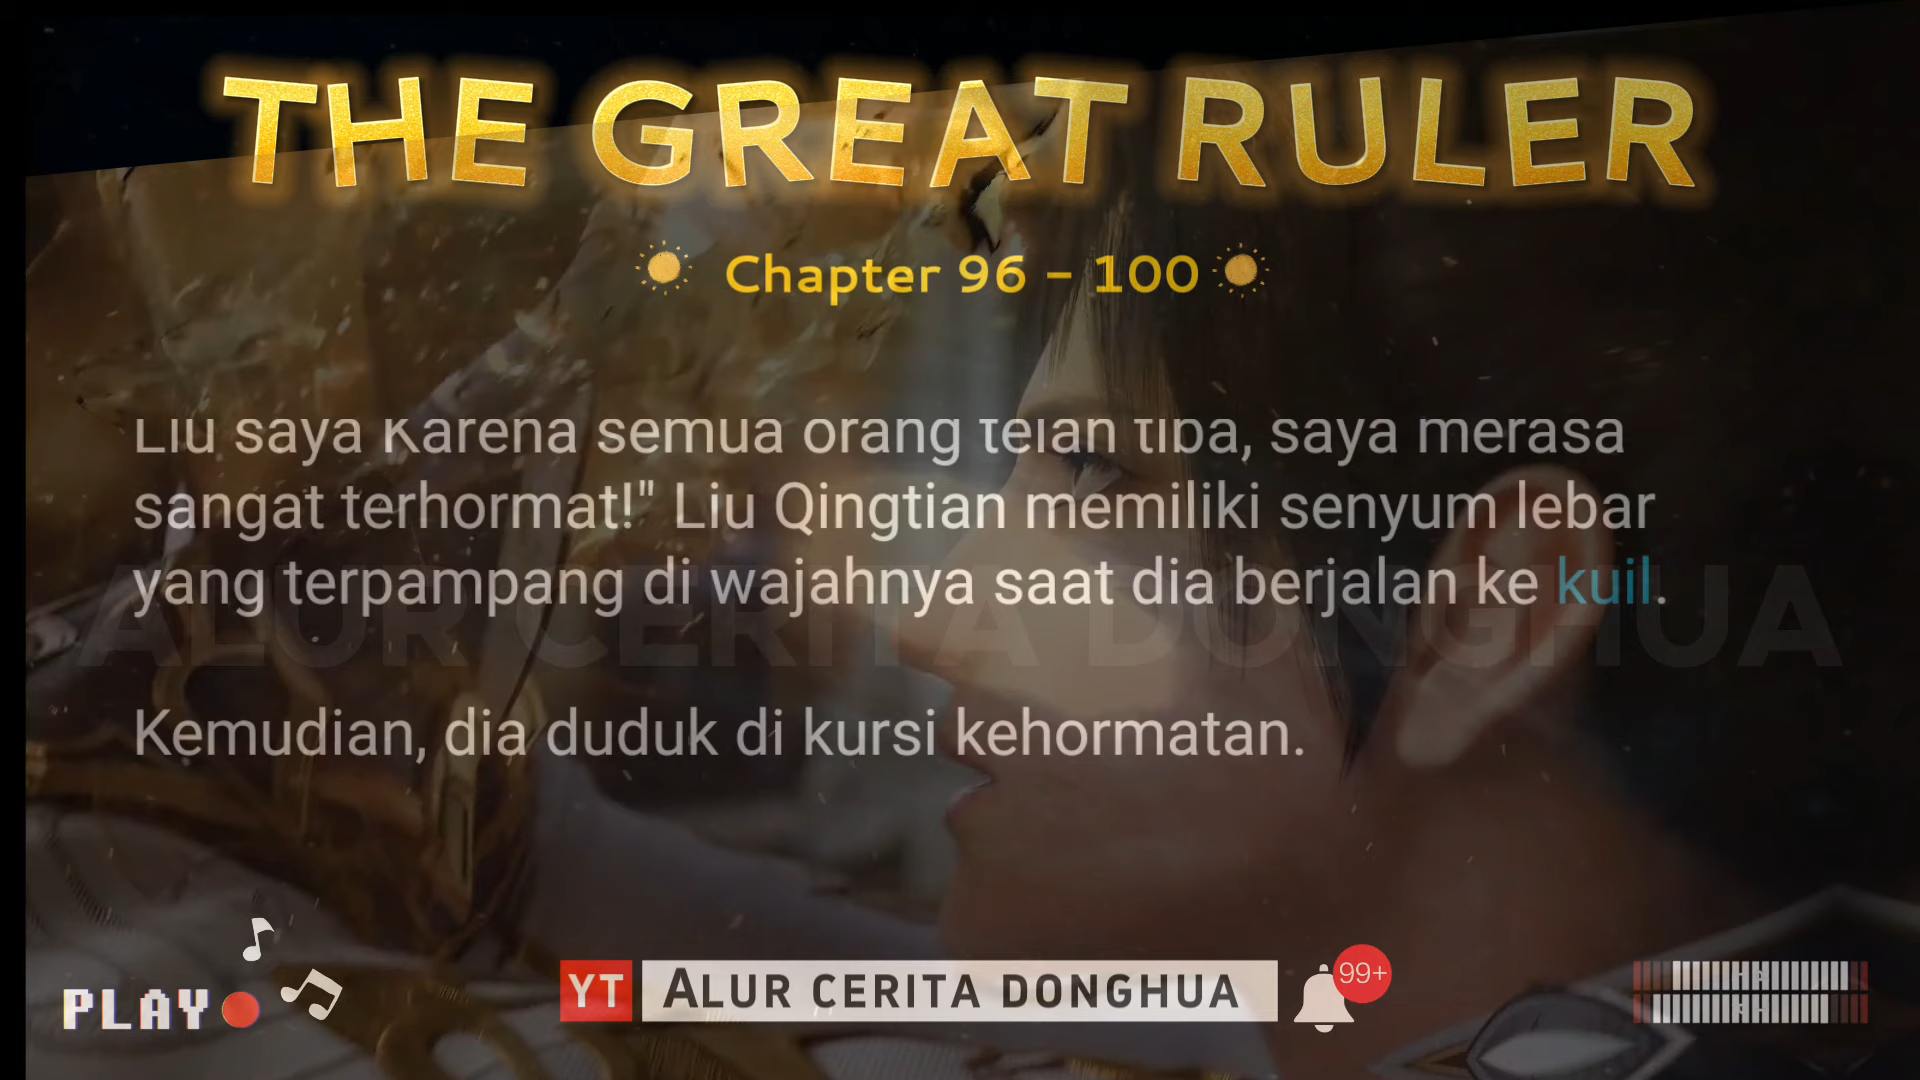 THE GREAT RULER
Chapter 96 - 100
Liu saya Karena semua orang telah tiba, saya merasa
sangat terhormat!" Liu Qingtian memiliki senyum lebar
yang terpampang di wajahnya saat dia berjalan ke kuil.
ALUR CERITA DONGHUA
Kemudian, dia duduk di kursi kehormatan.
PLAY
YT ALUR CERITA DONGHUA
99+